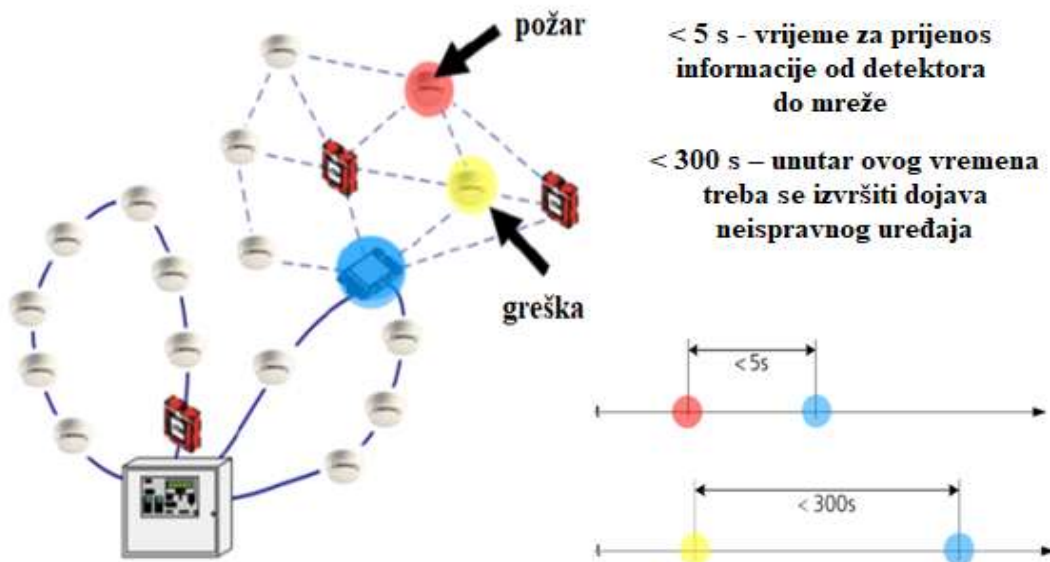 požar
< 5 s - vrijeme za prijenos
informacije od detektora
do mreže
< 300 s – unutar ovog vremena
treba se izvršiti dojava
neispravnog uređaja
greška
< 5s
t
< 300s
t